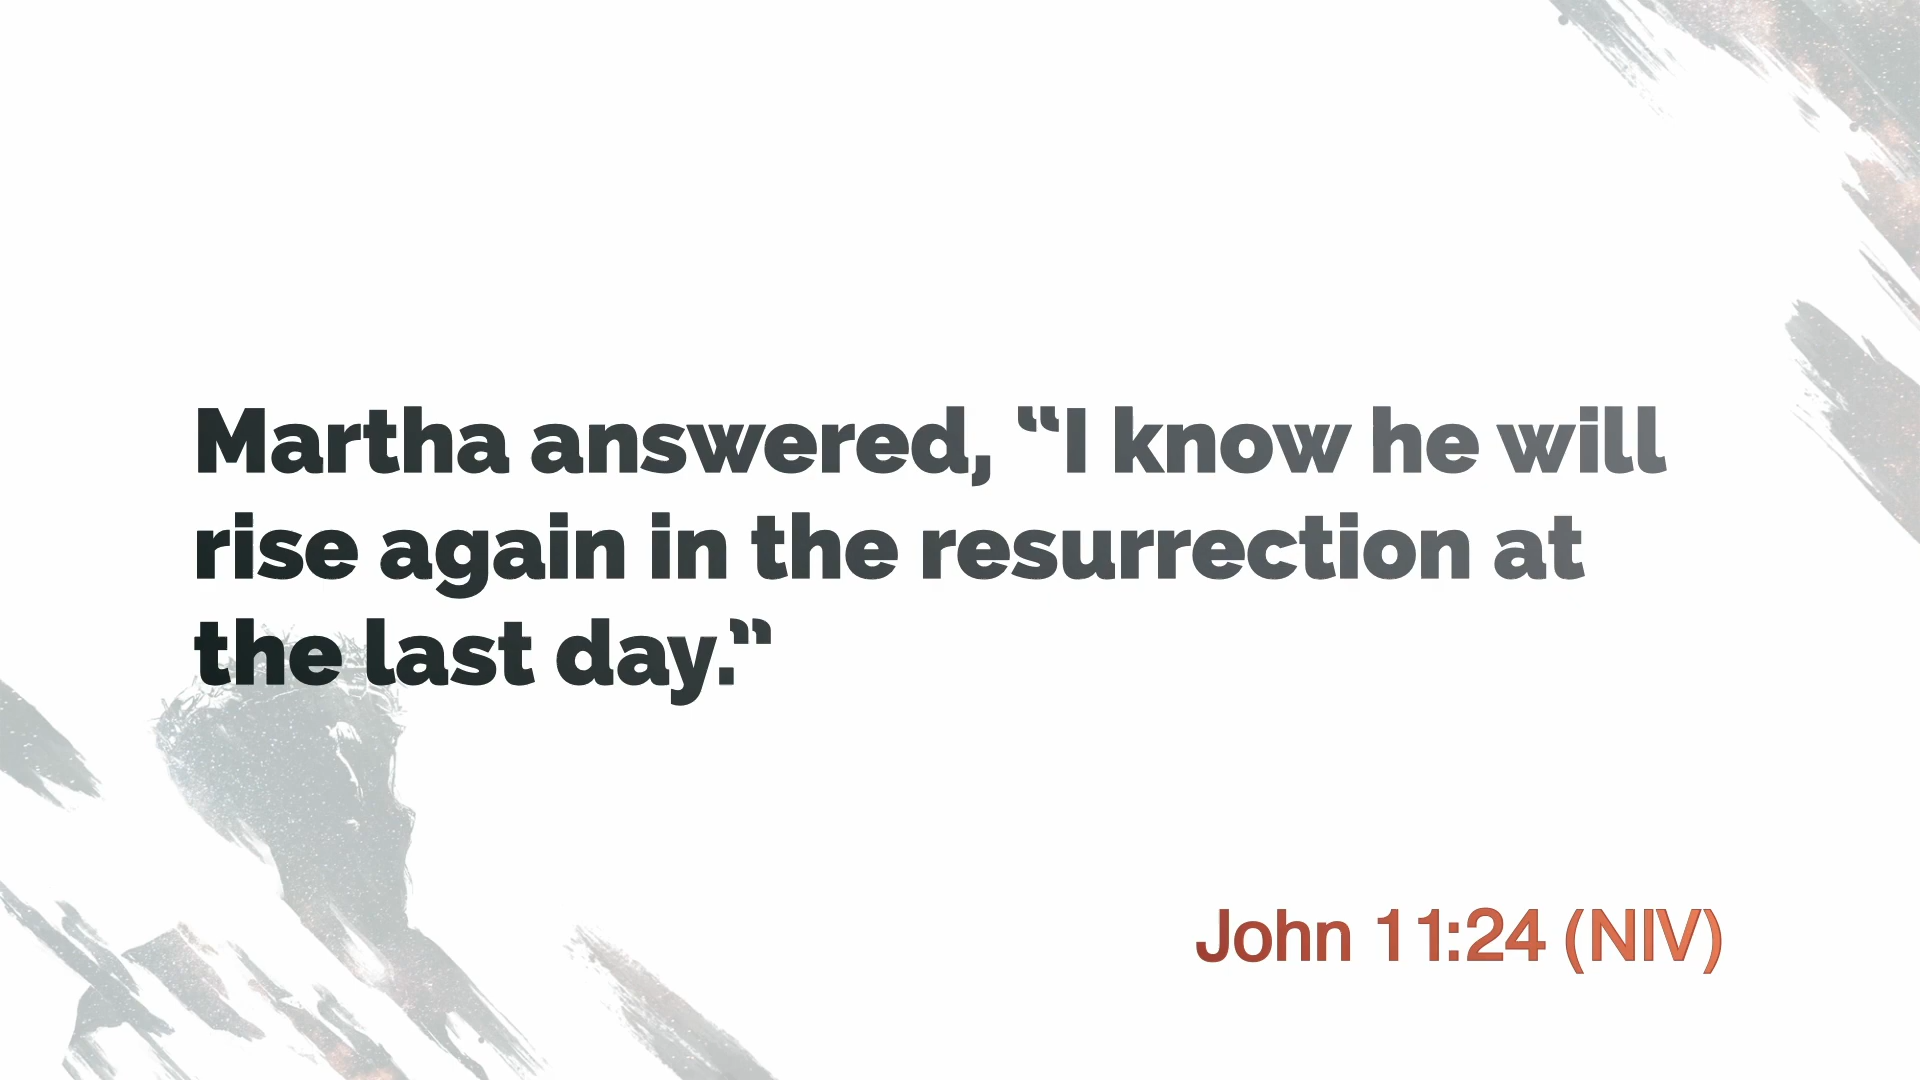 Martha answered, “I know he will
rise again in the resurrection at
the last day.”
John 11:24 (NIV)